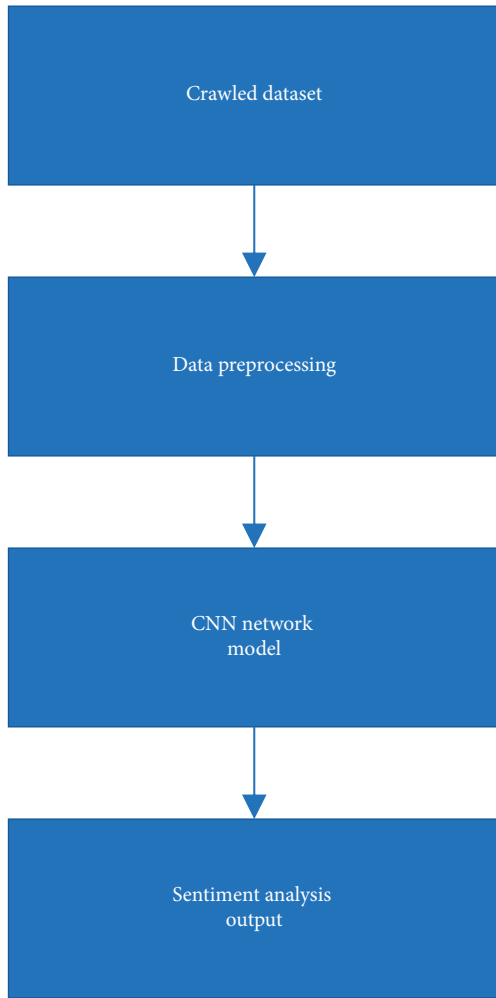 Crawled dataset
Data preprocessing
CNN network
model
Sentiment analysis
output